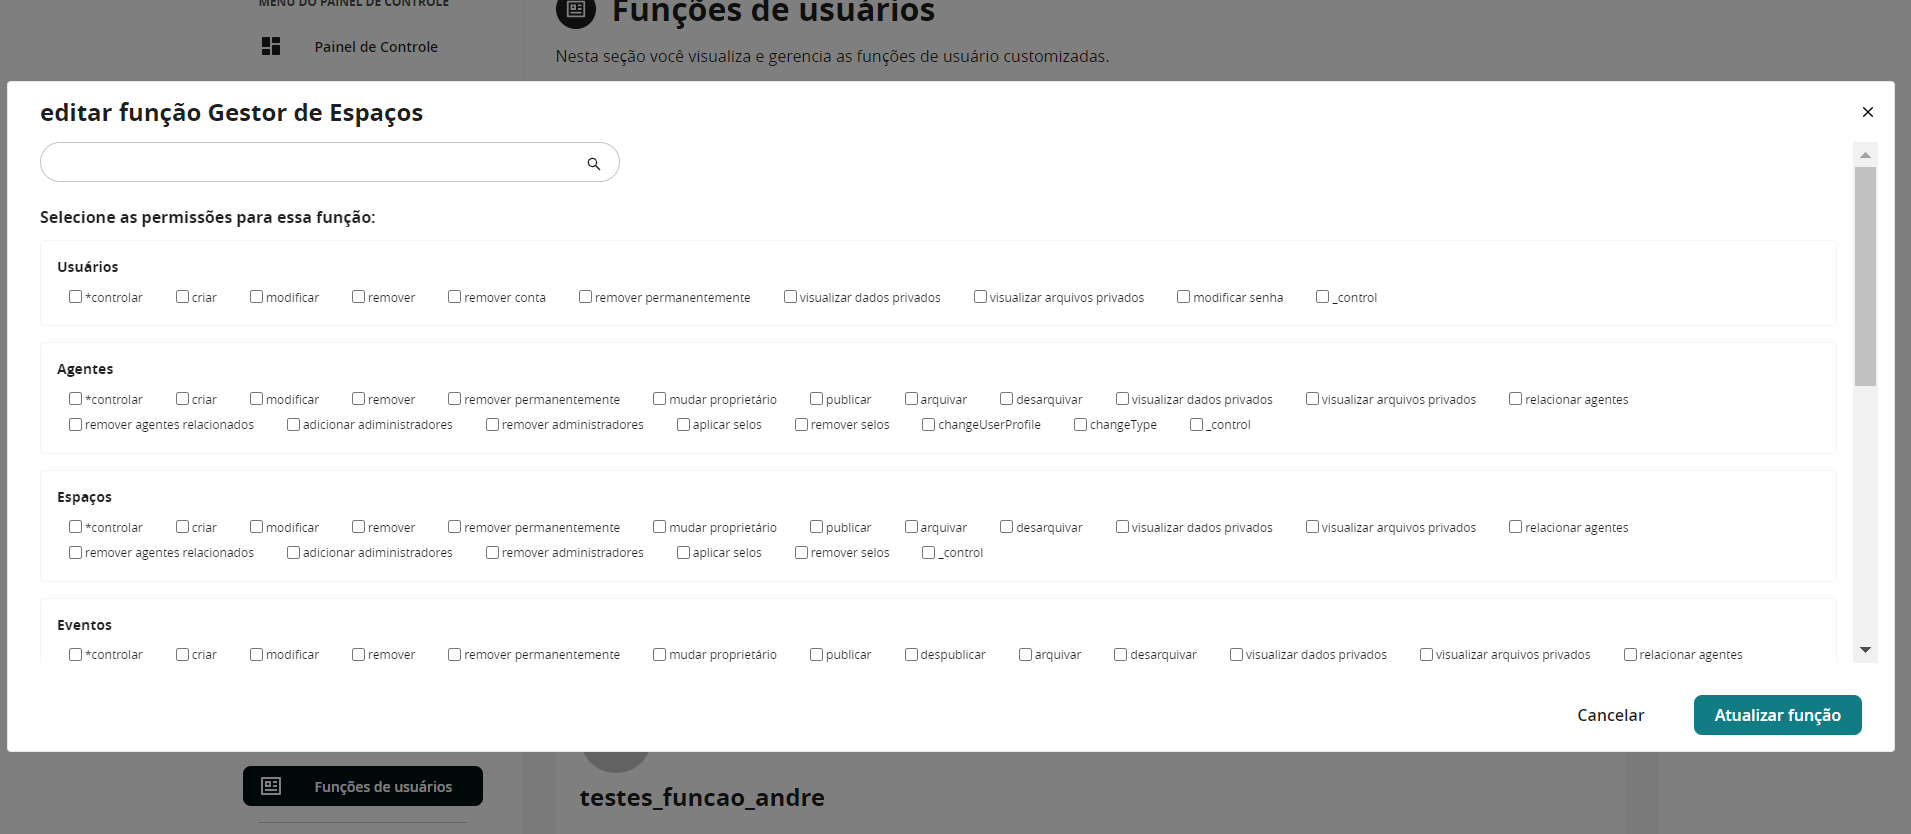 MENU DO PAINEL DE CONTROLE
Painel de Controle
Funções de usuários
Nesta seção você visualiza e gerencia as funções de usuário customizadas.
editar função Gestor de Espaços
Selecione as permissões para essa função:
Usuários
*controlar criar modificar remover remover conta remover permanentemente visualizar dados privados visualizar arquivos privados modificar senha _control
Agentes
*controlar criar modificar remover remover permanentemente mudar proprietário publicar arquivar desarquivar visualizar dados privados visualizar arquivos privados relacionar agentes
remover agentes relacionados adicionar adiministradores remover administradores aplicar selos remover selos changeUserProfile changeType _control
Espaços
*controlar criar modificar remover remover permanentemente mudar proprietário publicar arquivar desarquivar visualizar dados privados visualizar arquivos privados relacionar agentes
remover agentes relacionados adicionar adiministradores remover administradores aplicar selos remover selos _control
Eventos
*controlar criar modificar remover remover permanentemente mudar proprietário publicar despublicar arquivar desarquivar visualizar dados privados visualizar arquivos privados relacionar agentes
Cancelar Atualizar função
Funções de usuários
testes_funcao_andre